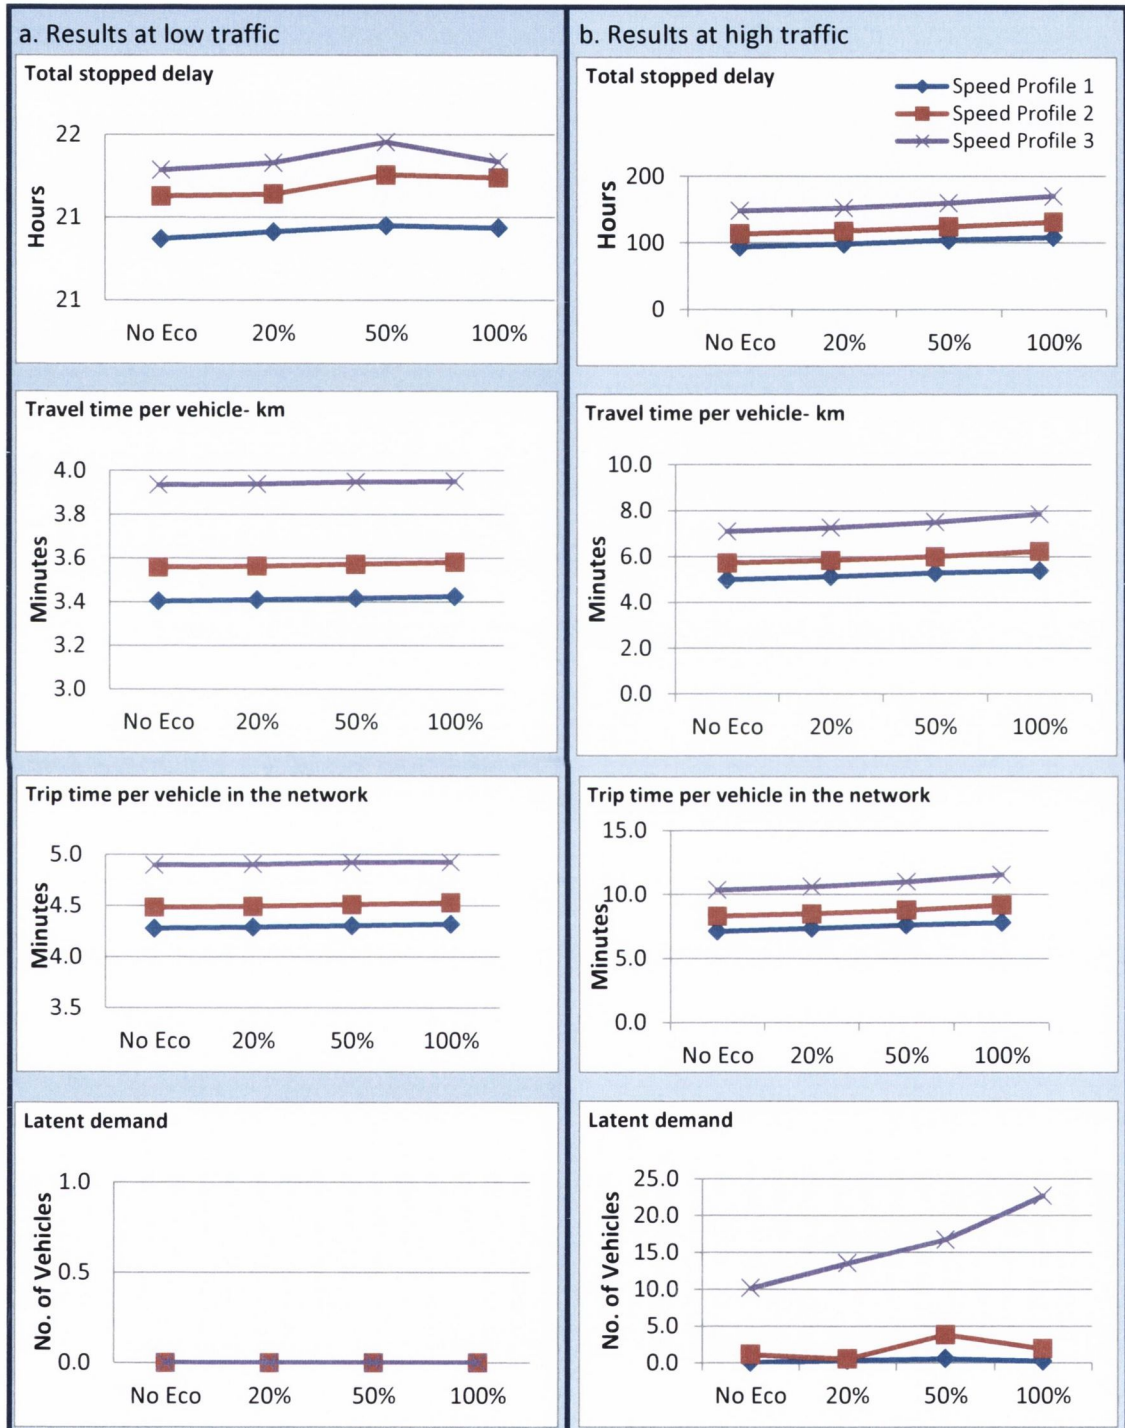 a. Results at low traffic
Total stopped delay
22
21
21
Hours
No Eco 20% 50% 100%
Travel time per vehicle- km
4.0
3.8
3.6
3.4
3.2
3.0
Minutes
No Eco 20% 50% 100%
Trip time per vehicle in the network
5.0
4.5
4.0
3.5
Minutes
No Eco 20% 50% 100%
Latent demand
1.0
0.5
0.0
No. of Vehicles
No Eco 20% 50% 100%
b. Results at high traffic
Total stopped delay
Speed Profile 1
Speed Profile 2
Speed Profile 3
200
100
0
Hours
No Eco 20% 50% 100%
Travel time per vehicle- km
10.0
8.0
6.0
4.0
2.0
0.0
Minutes
No Eco 20% 50% 100%
Trip time per vehicle in the network
15.0
10.0
5.0
0.0
Minutes
No Eco 20% 50% 100%
Latent demand
25.0
20.0
15.0
10.0
5.0
0.0
No. of Vehicles
No Eco 20% 50% 100%